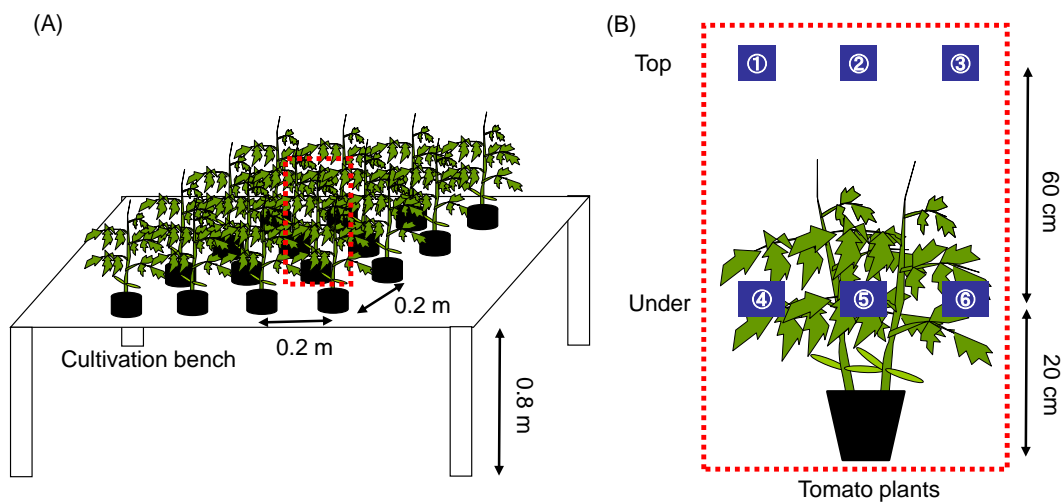 (A)
0.2 m
0.2 m
Cultivation bench
0.8 m
(B)
Top
① ② ③
60 cm
Under
④ ⑤ ⑥
20 cm
Tomato plants